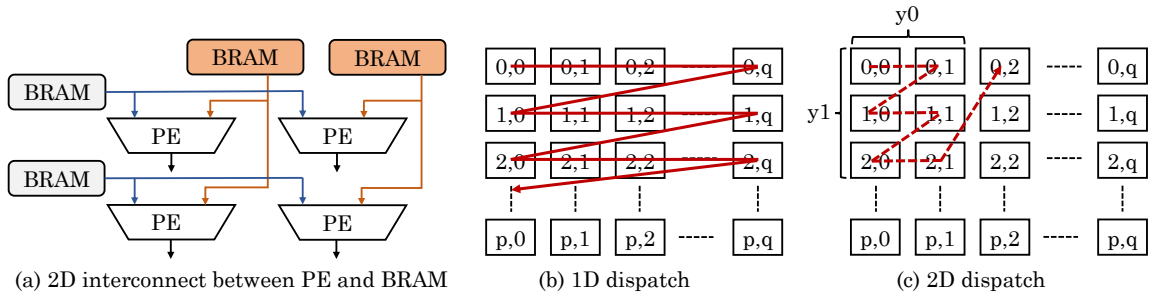 BRAM BRAM
BRAM
PE PE
BRAM
PE PE
(a) 2D interconnect between PE and BRAM
0,0 0,1 0,2 ----- 0,q
1,0 1,1 1,2 ----- 1,q
2,0 2,1 2,2 ----- 2,q
p,0 p,1 p,2 ----- p,q
(b) 1D dispatch
y0
y1
0,0 0,1 0,2 ----- 0,q
1,0 1,1 1,2 ----- 1,q
2,0 2,1 2,2 ----- 2,q
p,0 p,1 p,2 ----- p,q
(c) 2D dispatch